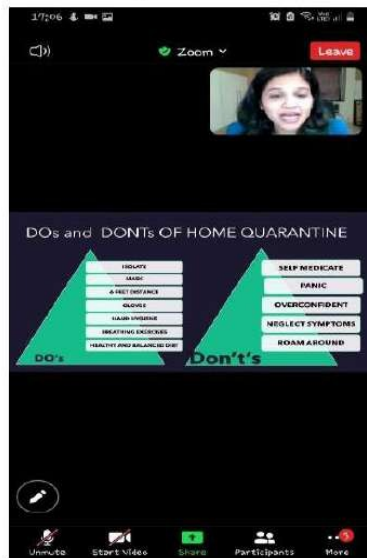 17:06
Zoom
Leave
DOs and DONTs OF HOME QUARANTINE
ISOLATE
MASK
6 FEET DISTANCE
GLOVES
HAND HYGIENE
BREATHING EXERCISES
HEALTHY AND BALANCED DIET
DO's
SELF MEDICATE
PANIC
OVERCONFIDENT
NEGLECT SYMPTOMS
ROAM AROUND
Don't's
Unmute
Start Video
Share
Participants
More